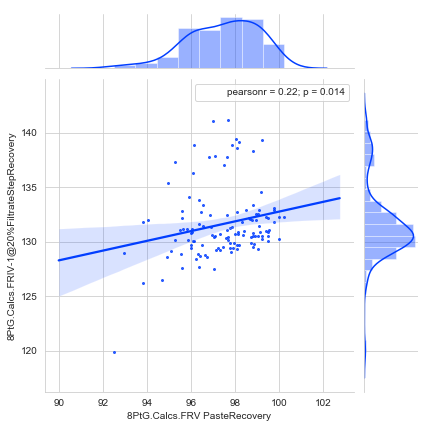 pearsonr = 0.22; p = 0.014
140
135
130
125
120
8PtG.Calcs.FRIV-1@20%FiltrateStepRecovery
90 92 94 96 98 100 102
8PtG.Calcs.FRV PasteRecovery